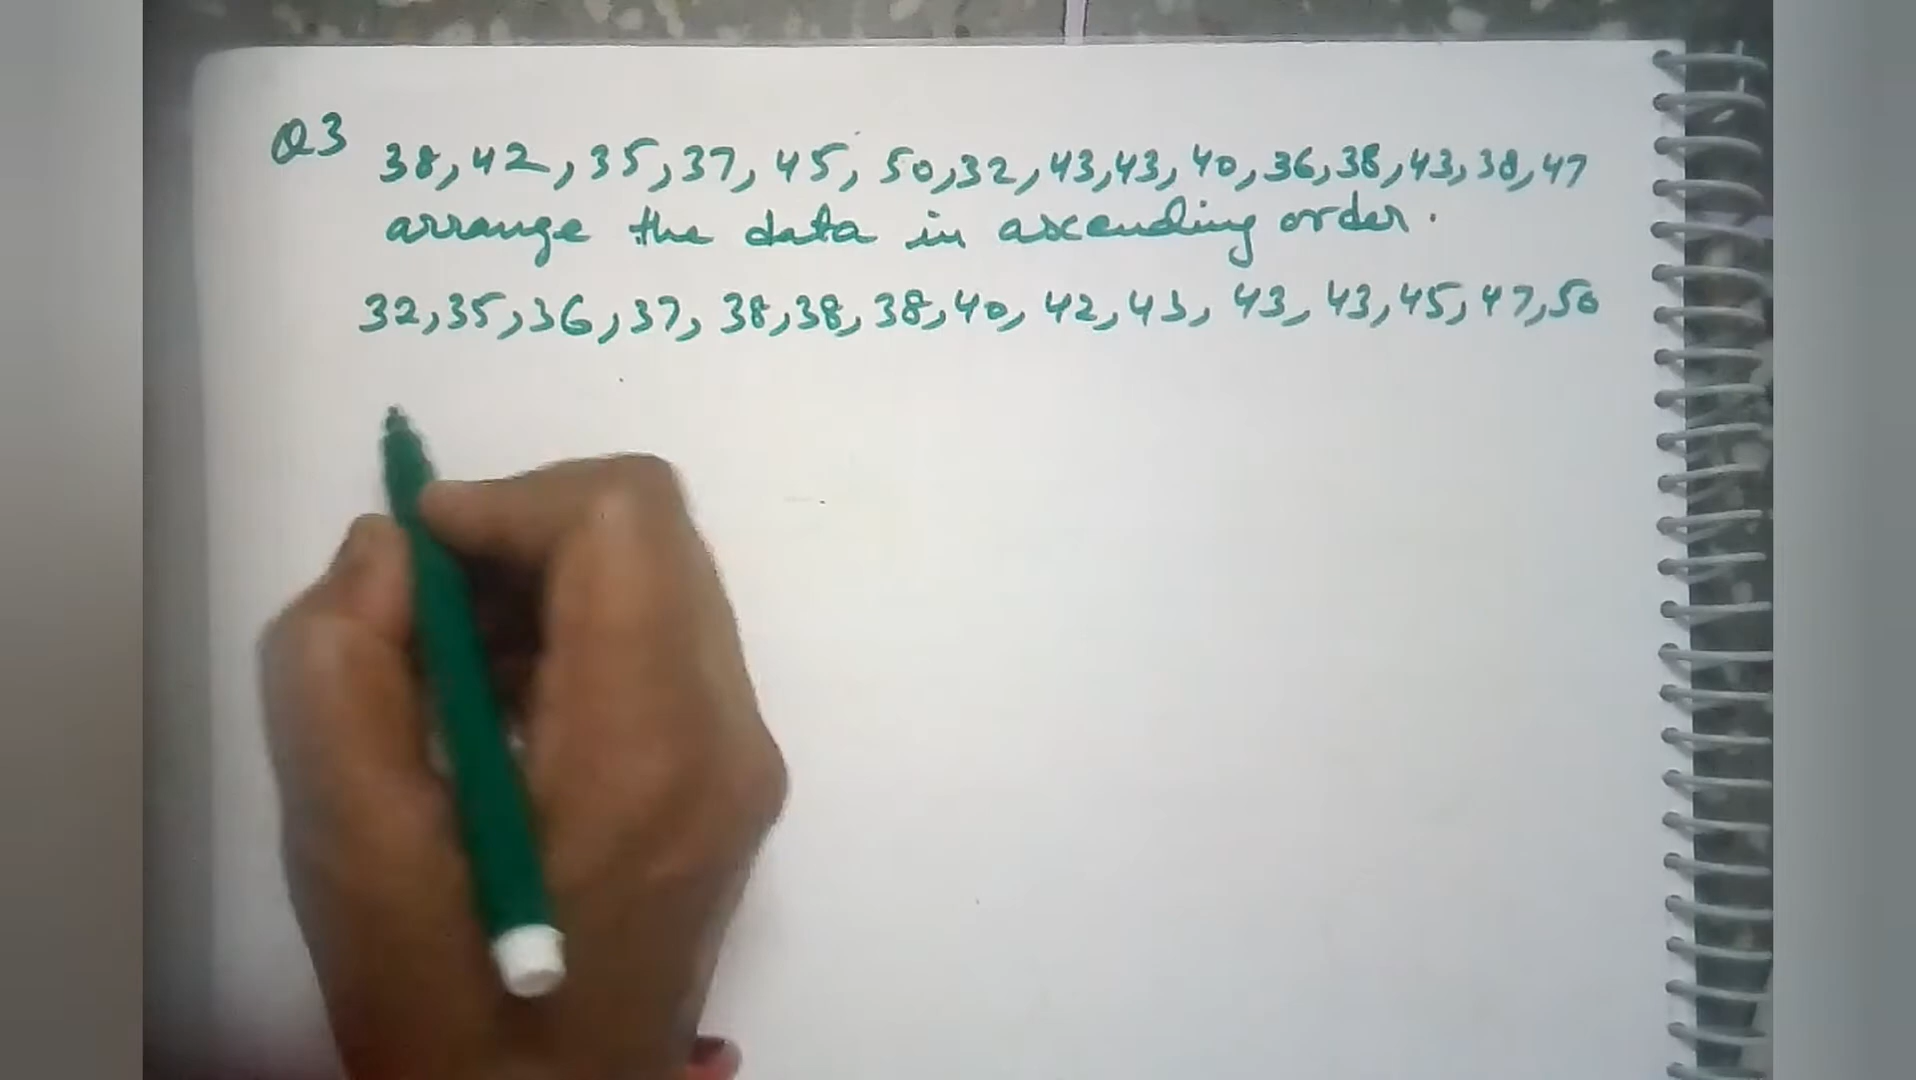 Q3 38, 42, 35, 37, 45, 50, 32, 43, 43, 40, 36, 38, 43, 38, 47
arrange the data in ascending order.
32, 35, 36, 37, 38, 38, 38, 40, 42, 43, 43, 43, 45, 47, 50